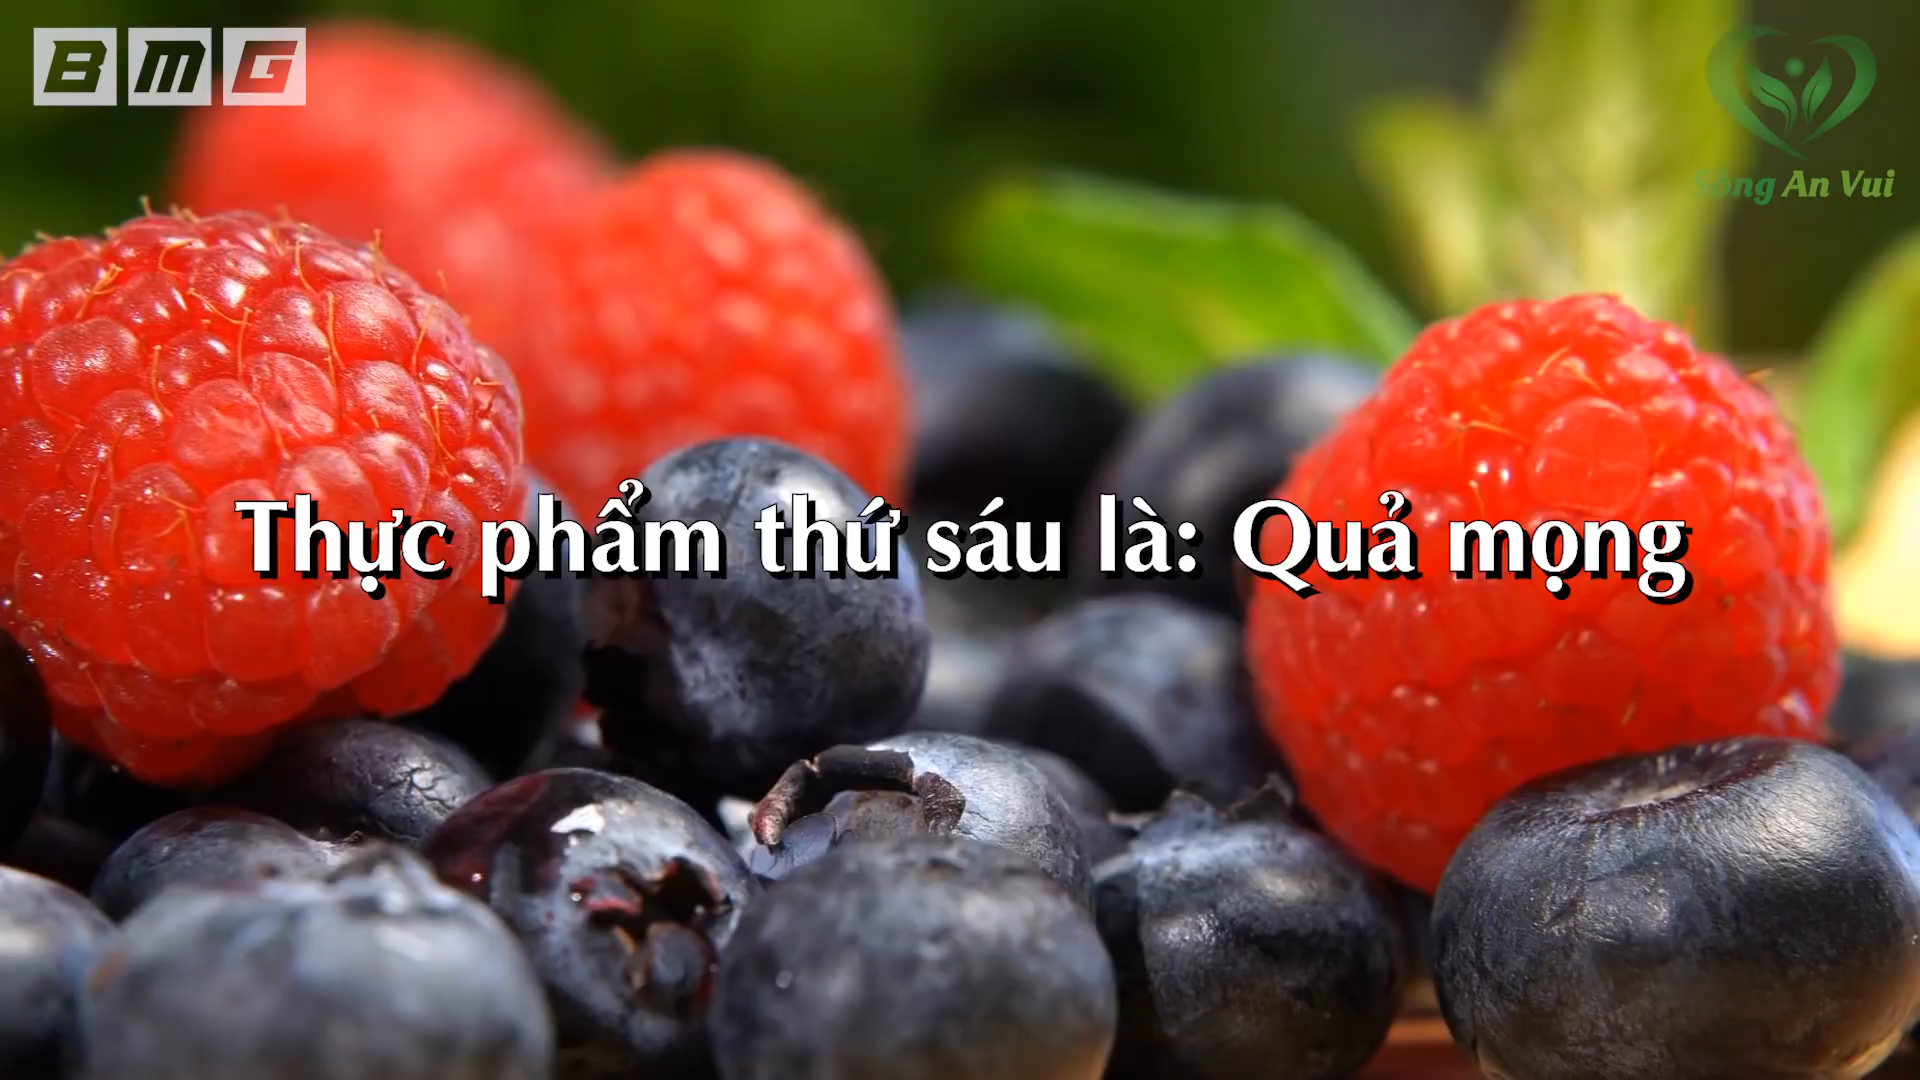 BMG
Sống An Vui
Thực phẩm thứ sáu là: Quả mọng